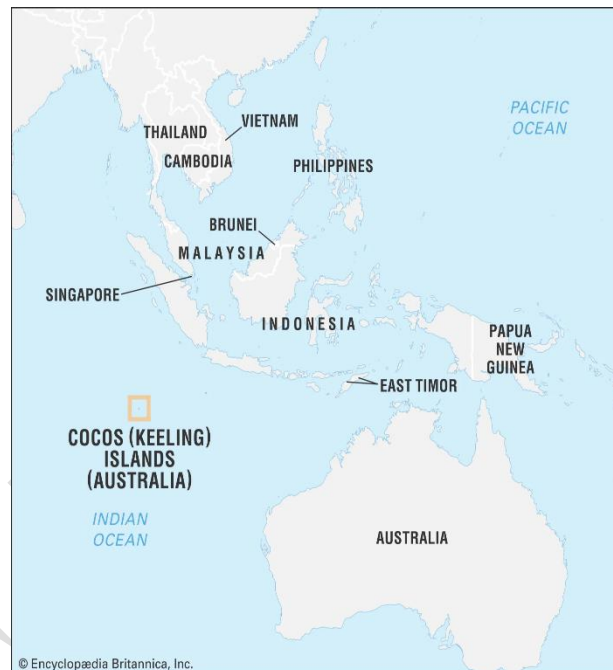 PACIFIC
OCEAN
VIETNAM
THAILAND
CAMBODIA
PHILIPPINES
BRUNEI
MALAYSIA
SINGAPORE
INDONESIA
PAPUA
NEW
GUINEA
EAST TIMOR
COCOS (KEELING)
ISLANDS
(AUSTRALIA)
INDIAN
OCEAN
AUSTRALIA
© Encyclopædia Britannica, Inc.